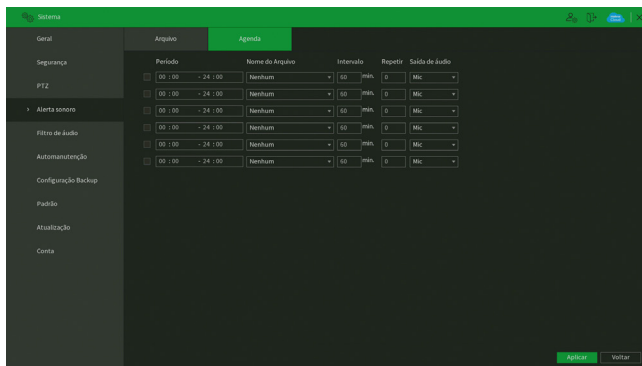 Sistema
Geral
Segurança
PTZ
Alerta sonoro
Filtro de áudio
Automanutenção
Configuração Backup
Padrão
Atualização
Conta
Arquivo Agenda
Período Nome do Arquivo Intervalo Repetir Saída de áudio
00 : 00 - 24 : 00 Nenhum 60 min. 0 Mic
00 : 00 - 24 : 00 Nenhum 60 min. 0 Mic
00 : 00 - 24 : 00 Nenhum 60 min. 0 Mic
00 : 00 - 24 : 00 Nenhum 60 min. 0 Mic
00 : 00 - 24 : 00 Nenhum 60 min. 0 Mic
00 : 00 - 24 : 00 Nenhum 60 min. 0 Mic
Aplicar Voltar